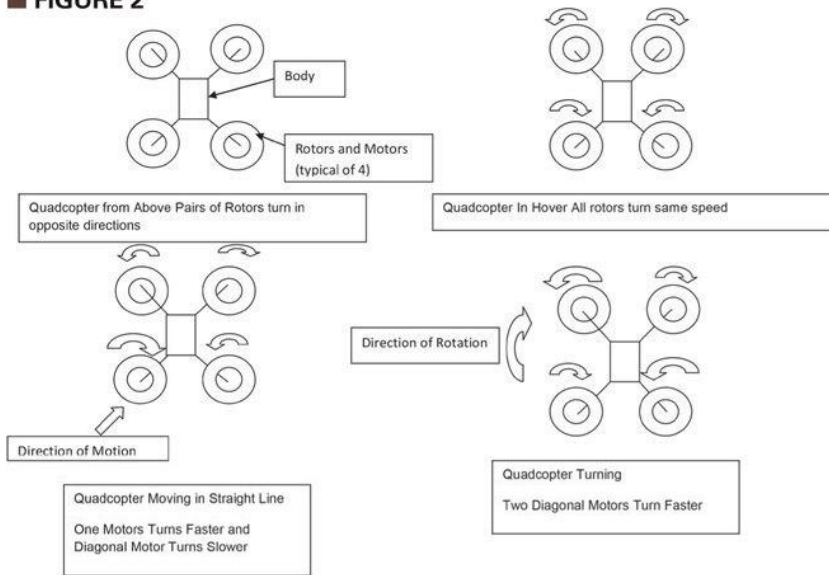 FIGURE 2
Body
Rotors and Motors
(typical of 4)
Quadcopter from Above Pairs of Rotors turn in
opposite directions
Quadcopter In Hover All rotors turn same speed
Direction of Rotation
Direction of Motion
Quadcopter Moving in Straight Line
One Motors Turns Faster and
Diagonal Motor Turns Slower
Quadcopter Turning
Two Diagonal Motors Turn Faster